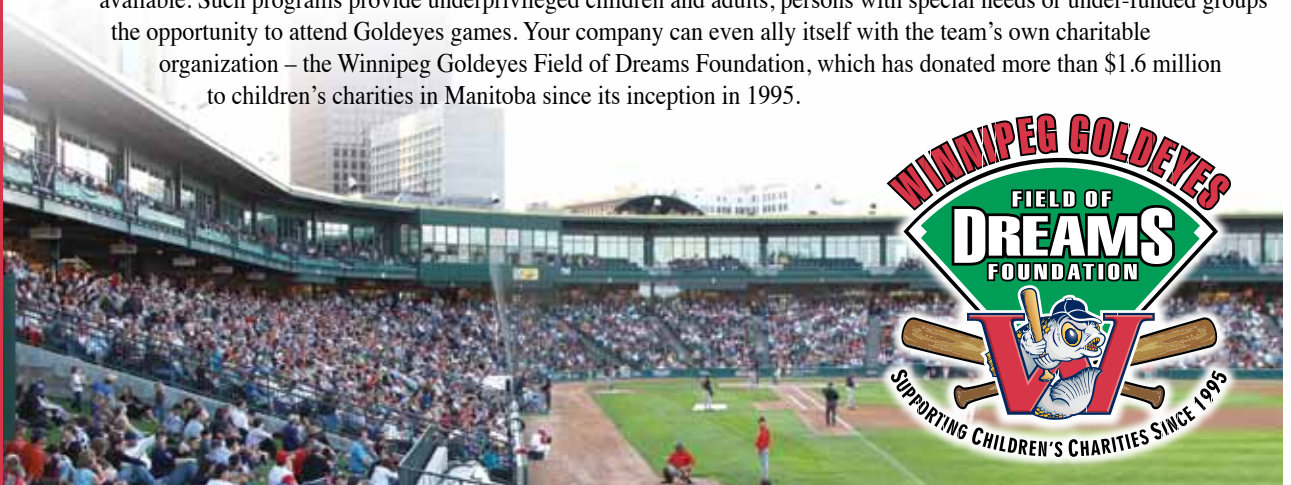 available. Such programs provide underprivileged children and adults, persons with special needs or under-funded groups
the opportunity to attend Goldeyes games. Your company can even ally itself with the team’s own charitable
organization – the Winnipeg Goldeyes Field of Dreams Foundation, which has donated more than $1.6 million
to children’s charities in Manitoba since its inception in 1995.
WINNIPEG GOLDEYES
FIELD OF
DREAMS
FOUNDATION
W
SUPPORTING CHILDREN'S CHARITIES SINCE 1995